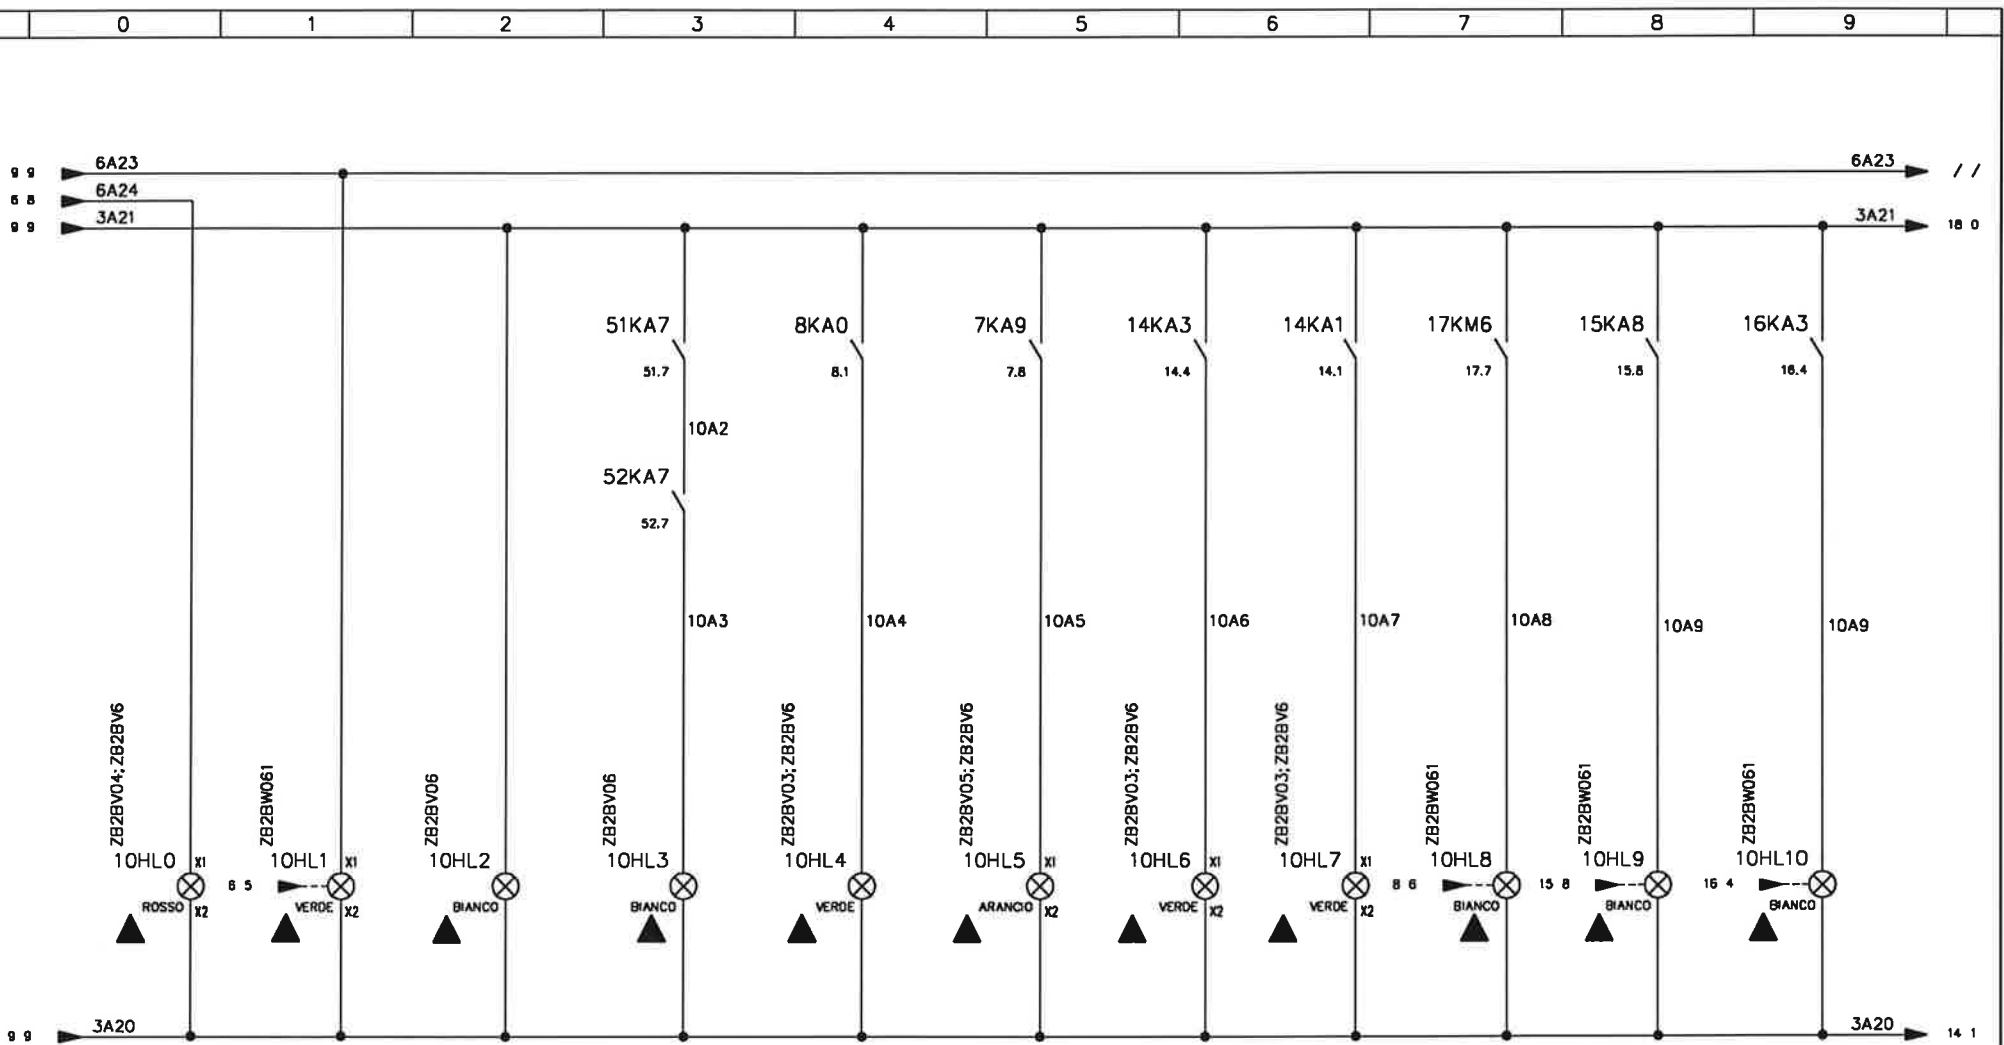 0 1 2 3 4 5 6 7 8 9
9 9 6A23 6A23 / /
6 8 6A24
9 9 3A21 3A21 18 0
51KA7 8KA0 7KA9 14KA3 14KA1 17KM6 15KA8 16KA3
51.7 8.1 7.8 14.4 14.1 17.7 15.8 16.4
10A2
52KA7
52.7
10A3 10A4 10A5 10A6 10A7 10A8 10A9 10A9
ZB2BV04;ZB2BV6
ZB2BW061
ZB2BV06
ZB2BV06
ZB2BV03;ZB2BV6
ZB2BV05;ZB2BV6
ZB2BV03;ZB2BV6
ZB2BV03;ZB2BV6
ZB2BW061
ZB2BW061
ZB2BW061
10HL0 X1 10HL1 X1 10HL2 10HL3 10HL4 10HL5 X1 10HL6 X1 10HL7 X1 10HL8 10HL9 10HL10
6 5 8 6 15 8 16 4
ROSSO X2 VERDE X2 BIANCO BIANCO VERDE ARANCIO X2 VERDE X2 VERDE X2 BIANCO BIANCO BIANCO
9 9 3A20 3A20 14 1